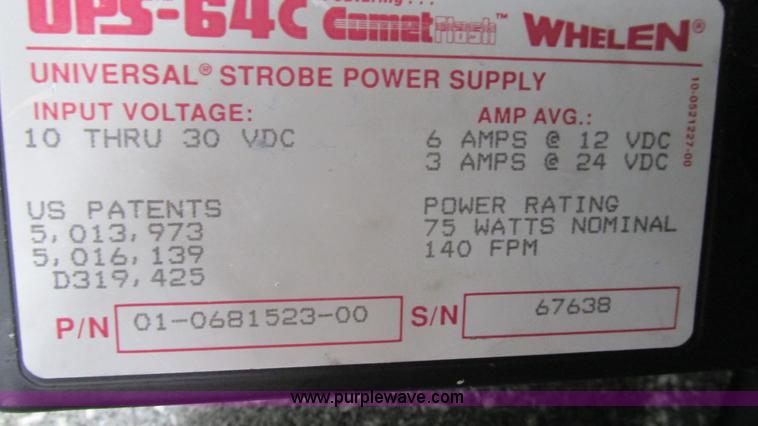 UPS-64C CometFlash™ WHELEN®
UNIVERSAL® STROBE POWER SUPPLY
INPUT VOLTAGE: AMP AVG.:
10 THRU 30 VDC 6 AMPS @ 12 VDC
3 AMPS @ 24 VDC
10-0521227-00
US PATENTS POWER RATING
5,013,973 75 WATTS NOMINAL
5,016,139 140 FPM
D319,425
P/N 01-0681523-00 S/N 67638
www.purplewave.com